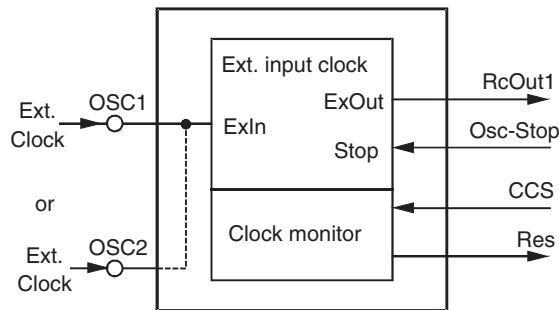 Ext.
Clock
OSC1
or
Ext.
Clock
OSC2
Ext. input clock
ExOut
ExIn
Stop
Clock monitor
RcOut1
Osc-Stop
CCS
Res